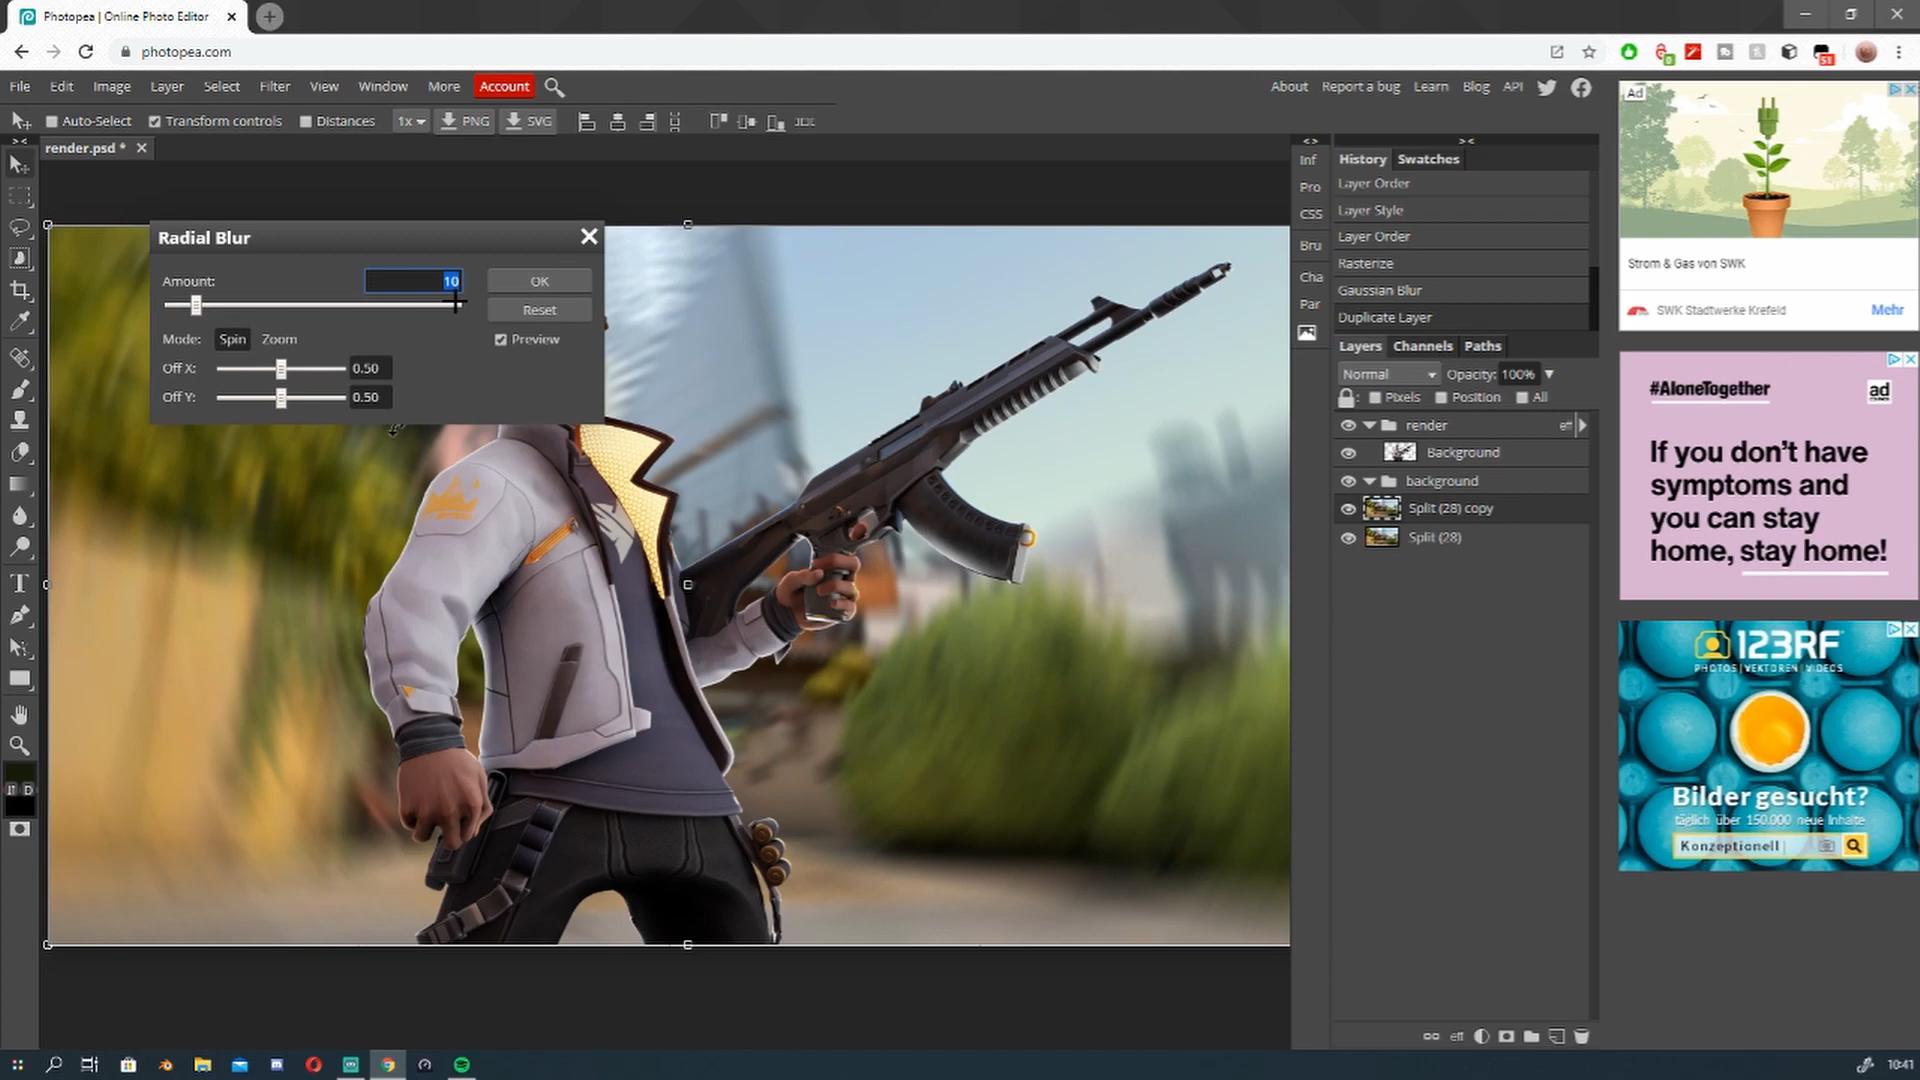 Photopea | Online Photo Editor
photopea.com
0
51
File Edit Image Layer Select Filter View Window More Account
About Report a bug Learn Blog API
Auto-Select Transform controls Distances 1x PNG SVG
render.psd *
Radial Blur
Amount: 10
OK
Reset
Mode: Spin Zoom
Preview
Off X: 0.50
Off Y: 0.50
T
D
Inf
Pro
CSS
Bru
Cha
Par
History Swatches
Layer Order
Layer Style
Layer Order
Rasterize
Gaussian Blur
Duplicate Layer
Layers Channels Paths
Normal Opacity: 100%
Pixels Position All
render eff
Background
background
Split (28) copy
Split (28)
eff
Ad
Strom & Gas von SWK
SWK Stadtwerke Krefeld Mehr
#AloneTogether
ad
If you don't have
symptoms and
you can stay
home, stay home!
123RF
PHOTOS | VEKTOREN | VIDEOS
Bilder gesucht?
täglich über 150.000 neue Inhalte
Konzeptionell
10:41